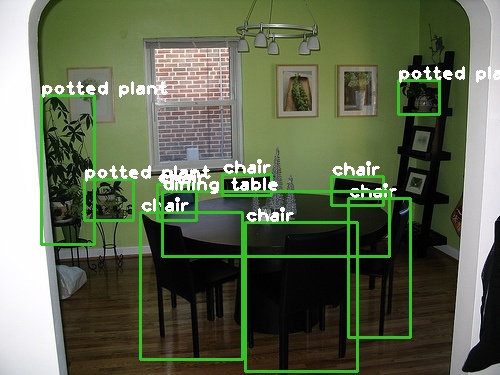 potted pla
potted plant
chair
chair
potted plant
dining table
chair
chair
chair